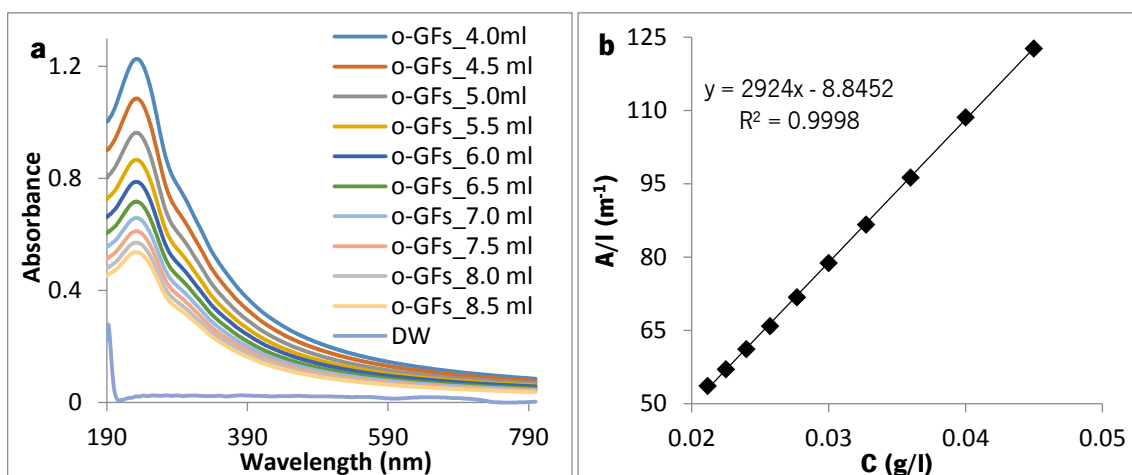 a
1.2
0.8
0.4
0
190
390
590
790
Absorbance
Wavelength (nm)
o-GFs_4.0ml
o-GFs_4.5 ml
o-GFs_5.0ml
o-GFs_5.5 ml
o-GFs_6.0 ml
o-GFs_6.5 ml
o-GFs_7.0 ml
o-GFs_7.5 ml
o-GFs_8.0 ml
o-GFs_8.5 ml
DW
b
125
110
95
80
65
50
0.02
0.03
0.04
0.05
A/l (m⁻¹)
C (g/l)
y = 2924x - 8.8452
R² = 0.9998